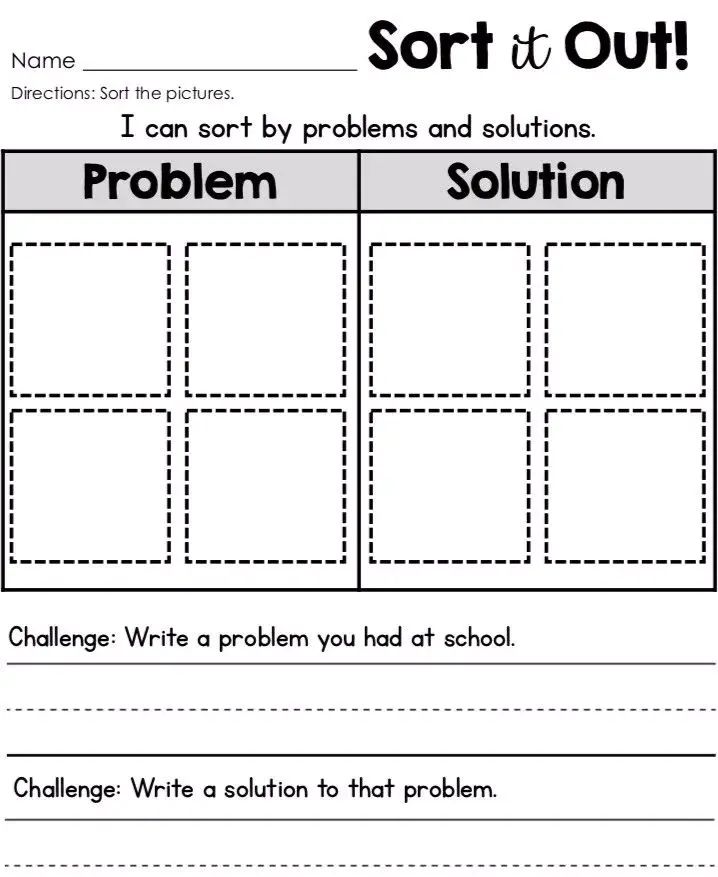 Name Sort it Out!
Directions: Sort the pictures.
I can sort by problems and solutions.
Problem Solution
Challenge: Write a problem you had at school.
Challenge: Write a solution to that problem.